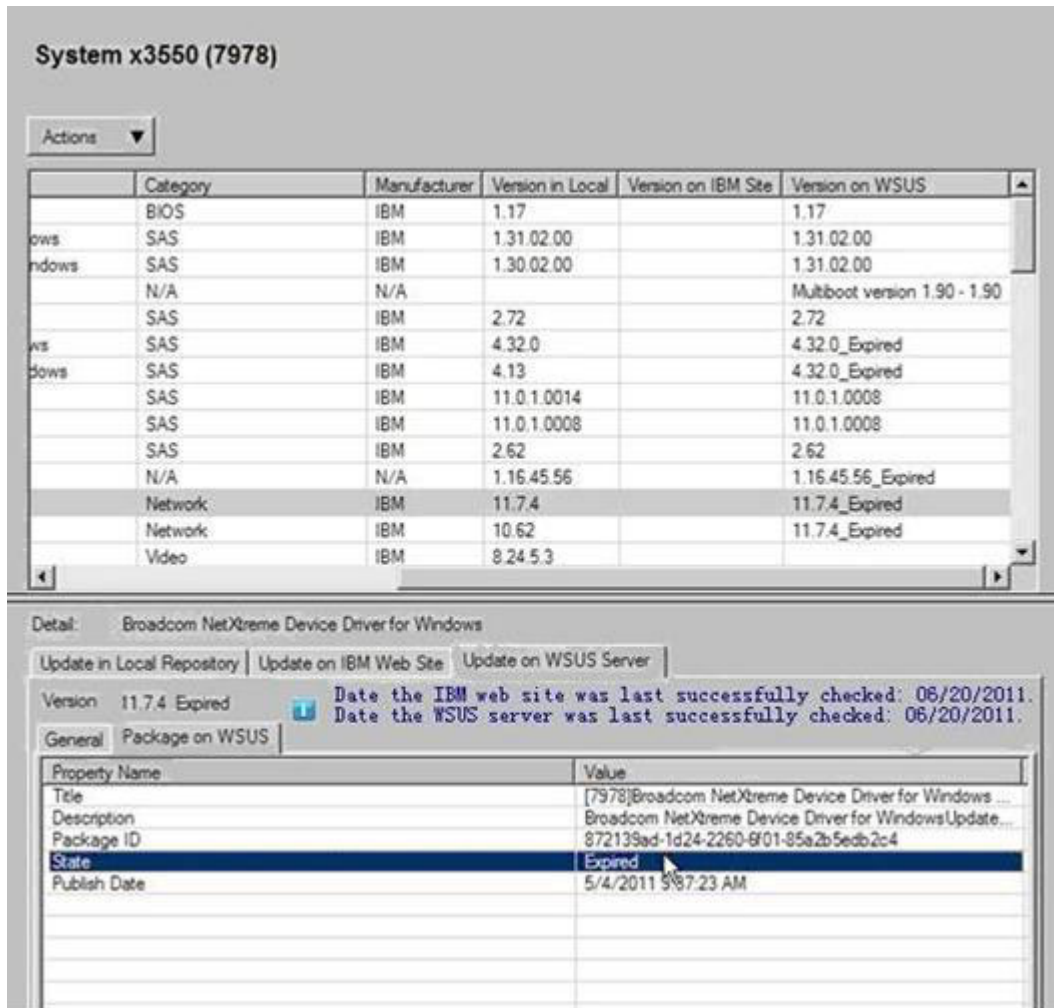 System x3550 (7978)
Actions
Category Manufacturer Version in Local Version on IBM Site Version on WSUS
BIOS IBM 1.17 1.17
ows SAS IBM 1.31.02.00 1.31.02.00
ndows SAS IBM 1.30.02.00 1.31.02.00
N/A N/A Multiboot version 1.90 - 1.90
SAS IBM 2.72 2.72
ws SAS IBM 4.32.0 4.32.0_Expired
dows SAS IBM 4.13 4.32.0_Expired
SAS IBM 11.0.1.0014 11.0.1.0008
SAS IBM 11.0.1.0008 11.0.1.0008
SAS IBM 2.62 2.62
N/A N/A 1.16.45.56 1.16.45.56_Expired
Network IBM 11.7.4 11.7.4_Expired
Network IBM 10.62 11.7.4_Expired
Video IBM 8.24.5.3
Detail: Broadcom NetXtreme Device Driver for Windows
Update in Local Repository Update on IBM Web Site Update on WSUS Server
Version 11.7.4 Expired Date the IBM web site was last successfully checked: 06/20/2011.
Date the WSUS server was last successfully checked: 06/20/2011.
General Package on WSUS
Property Name Value
Title [7978]Broadcom NetXtreme Device Driver for Windows ...
Description Broadcom NetXtreme Device Driver for WindowsUpdate...
Package ID 872139ad-1d24-2260-6f01-85a2b5edb2c4
State Expired
Publish Date 5/4/2011 AM